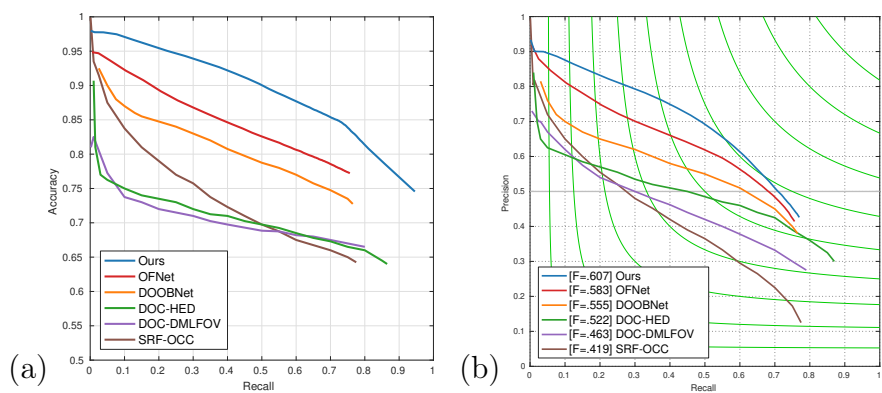 1
0.95
0.9
0.85
0.8
0.75
0.7
0.65
0.6
0.55
0.5
Accuracy
0 0.1 0.2 0.3 0.4 0.5 0.6 0.7 0.8 0.9 1
Recall
Ours
OFNet
DOOBNet
DOC-HED
DOC-DMLFOV
SRF-OCC
(a)
1
0.9
0.8
0.7
0.6
0.5
0.4
0.3
0.2
0.1
0
Precision
0 0.1 0.2 0.3 0.4 0.5 0.6 0.7 0.8 0.9 1
Recall
[F=.607] Ours
[F=.583] OFNet
[F=.555] DOOBNet
[F=.522] DOC-HED
[F=.463] DOC-DMLFOV
[F=.419] SRF-OCC
(b)